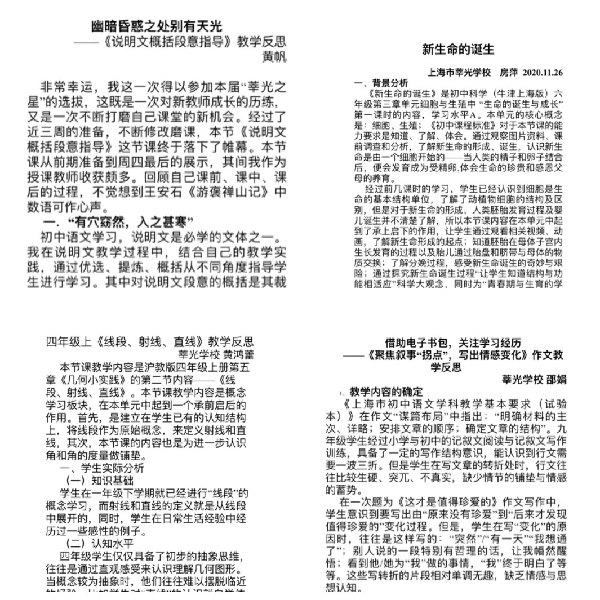 幽暗昏惑之处别有天光
——《说明文概括段意指导》教学反思
黄帆
非常幸运，我这一次得以参加本届“莘光之
星”的选拔，这既是一次对新教师成长的历练，
又是一次不断打磨自己课堂的新机会。经过了
近三周的准备，不断修改磨课，本节《说明文
概括段意指导》这节课终于落下了帷幕。本节
课从前期准备到周四最后的展示，其间我作为
授课教师收获颇多。回顾自己课前、课中、课
后的过程，不觉想到王安石《游褒禅山记》中
数语可作心声。
一．“有穴窈然，入之甚寒”
初中语文学习，说明文是必学的文体之一。
我在说明文教学过程中，结合自己的教学实
践，通过优选、提炼、概括从不同角度指导学
生进行学习。其中对说明文段意的概括是其裁
新生命的诞生
上海市莘光学校 房萍 2020.11.26
一、背景分析
《新生命的诞生》是初中科学（牛津上海版）六
年级第三章单元细胞与生殖中“生命的诞生与成长”
第一课时的内容，学习水平A。本单元的核心概念
是：细胞、生殖；《初中课程标准》对于本节课的能
力要求是知道、了解、体会。通过观察图片资料、课
前调查和分析，了解新生命的形成，诞生，认识新生
命是由一个细胞开始的——当人类的精子和卵子结合
后，便会发育成为受精卵,体会生命的珍贵和感恩父
母的养育。
经过前几课时的学习，学生已经认识到细胞是生
命的基本结构单位，了解了动植物细胞的结构及区
别，但是对于新生命的形成、人类胚胎发育过程及婴
儿诞生并不清楚了解，所以本节课内容在本单元中起
到了承上启下的作用，让学生通过观看相关视频、动
画，了解新生命形成的起点；知道胚胎在母体子宫内
生长发育的过程以及胎儿通过胎盘和脐带与母体的物
质交换；了解分娩过程，感受新生命诞生的奇妙与艰
险；通过探究新生命诞生过程“让学生知道结构与功
能相适应”科学大观念、同时为“青春期与生育的学
四年级上《线段、射线、直线》教学反思
莘光学校 黄鸿菁
本节课教学内容是沪教版四年级上册第五
章《几何小实践》的第二节内容——《线
段、射线、直线》。本节课教学内容是概念
学习板块，在本单元中起到一个承前启后的
作用。首先，是建立在学生已有的认知结构
上，将线段作为原始概念，来定义射线和直
线，其次，本节课的内容也是为进一步认识
角和角的度量做铺垫。
一、学生实际分析
（一）知识基础
学生在一年级下学期就已经进行“线段”的
概念学习，而射线和直线的定义就是从线段
中展开的，同时，学生在日常生活经验中经
历过一些感性的例子。
（二）认知水平
四年级学生仅仅具备了初步的抽象思维，
往往是通过直观感受来认识理解几何图形。
当概念较为抽象时，他们往往难以摆脱临近
借助电子书包，关注学习经历
——《聚焦叙事“拐点”，写出情感变化》作文教
学反思
莘光学校 邵娟
1．教学内容的确定
《上海市初中语文学科教学基本要求（试验
本）》在作文“谋篇布局”中指出：“明确材料的主
次、详略；安排文章的顺序；确定文章的结构”。九
年级学生经过小学与初中的记叙文阅读与记叙文写作
训练，具备了一定的写作结构意识，能认识到行文需
要一波三折。但是学生在写文章的转折处时，行文往
往比较生硬、突兀、不真实，缺少情节的铺垫与情感
的蓄势。
在一次题为《这才是值得珍爱的》作文写作中，
学生意识到要写出由“原来没有珍爱”到“后来才发现
值得珍爱的”变化过程。但是，学生在写“变化”的原
因时，往往是这样写的：“突然”/“有一天”“我想通
了”；别人说的一段特别有哲理的话，让我幡然醒
悟；看到他/她为“我”做的事情，“我”终于明白了等
等。这些写转折的片段相对单调无趣，缺乏情感与思
想认知。